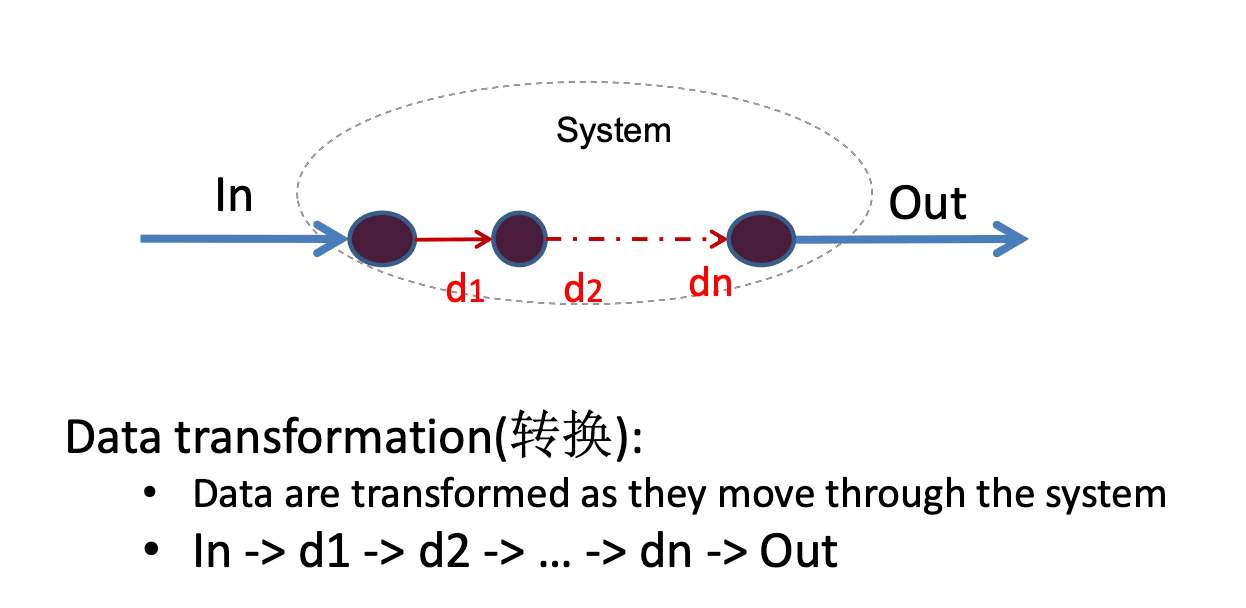 System
In
Out
d1
d2
dn
Data transformation(转换):
• Data are transformed as they move through the system
• In -> d1 -> d2 -> ... -> dn -> Out